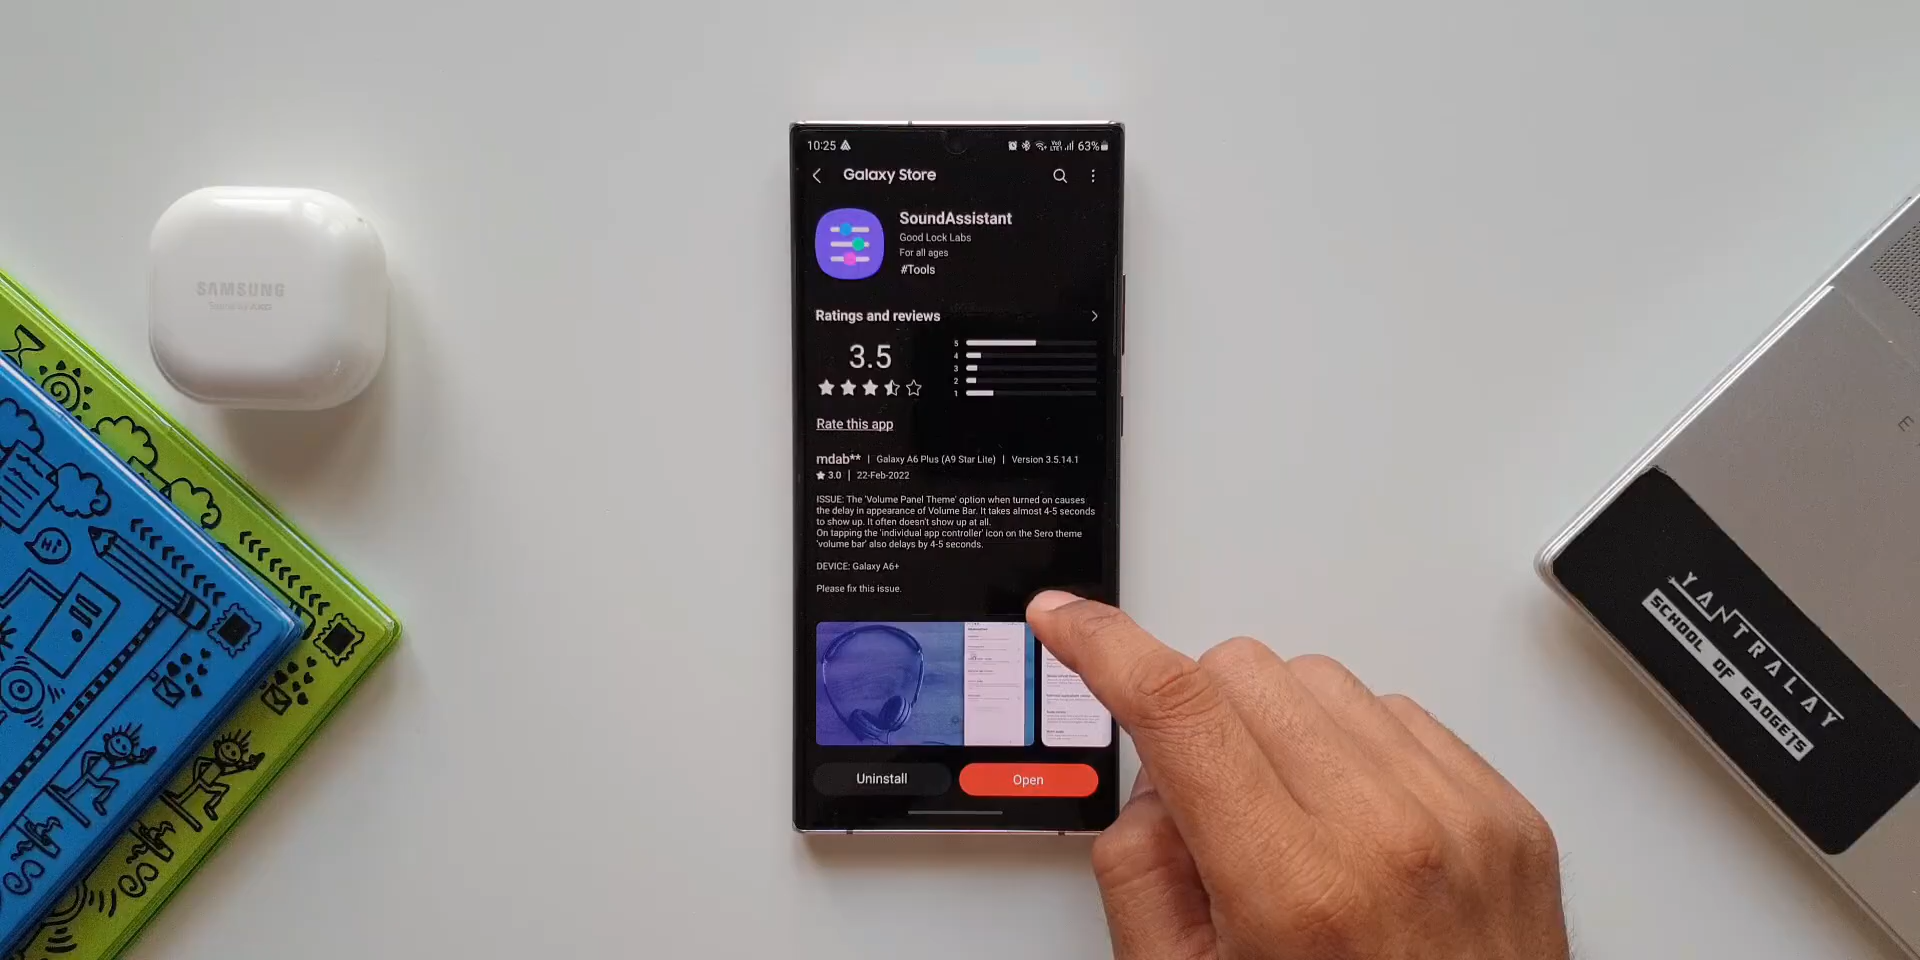 SAMSUNG
Hi
10:25
63%
Galaxy Store
SoundAssistant
Good Lock Labs
For all ages
#Tools
Ratings and reviews
3.5
5
4
3
2
1
Rate this app
mdab** | Galaxy A6 Plus (A9 Star Lite) | Version 3.5.14.1
★ 3.0 | 22-Feb-2022
ISSUE: The 'Volume Panel Theme' option when turned on causes
the delay in appearance of Volume Bar. It takes almost 4-5 seconds
to show up. It often doesn't show up at all.
On tapping the 'individual app controller' icon on the Sero theme
'volume bar' also delays by 4-5 seconds.
DEVICE: Galaxy A6+
Please fix this issue.
Uninstall
Open
YANTRALAY
SCHOOL OF GADGETS